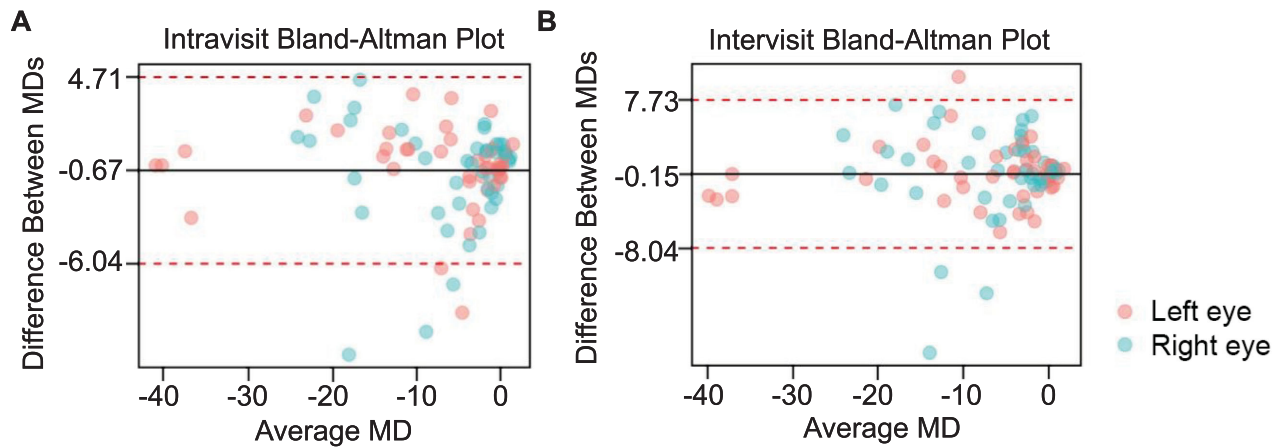 A
Intravisit Bland-Altman Plot
Difference Between MDs
4.71
-0.67
-6.04
-40 -30 -20 -10 0
Average MD
B
Intervisit Bland-Altman Plot
Difference Between MDs
7.73
-0.15
-8.04
-40 -30 -20 -10 0
Average MD
Left eye
Right eye